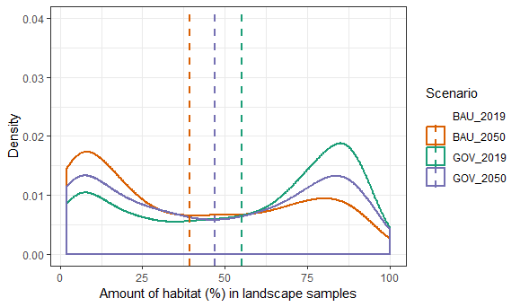 0.04
0.03
0.02
0.01
0.00
Density
0
25
50
75
100
Amount of habitat (%) in landscape samples
Scenario
BAU_2019
BAU_2050
GOV_2019
GOV_2050